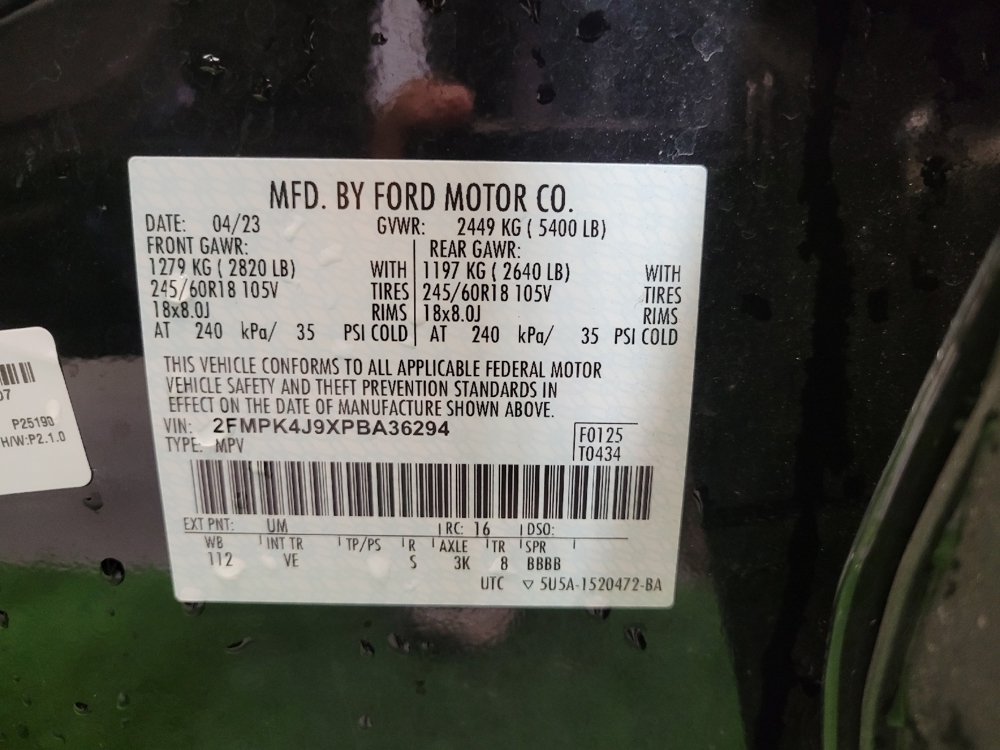 MFD. BY FORD MOTOR CO.
DATE: 04/23 GVWR: 2449 KG ( 5400 LB)
FRONT GAWR: REAR GAWR:
1279 KG ( 2820 LB) WITH 1197 KG ( 2640 LB) WITH
245/60R18 105V TIRES 245/60R18 105V TIRES
18x8.0J RIMS 18x8.0J RIMS
AT 240 kPa/ 35 PSI COLD AT 240 kPa/ 35 PSI COLD
THIS VEHICLE CONFORMS TO ALL APPLICABLE FEDERAL MOTOR
VEHICLE SAFETY AND THEFT PREVENTION STANDARDS IN
EFFECT ON THE DATE OF MANUFACTURE SHOWN ABOVE.
VIN: 2FMPK4J9XPBA36294 F0125
TYPE: MPV T0434
EXT PNT: UM RC: 16 DSO:
WB INT TR TP/PS R AXLE TR SPR
112 VE S 3K 8 BBBB
UTC ▽ 5U5A-1520472-BA
P25190
H/W:P2.1.0